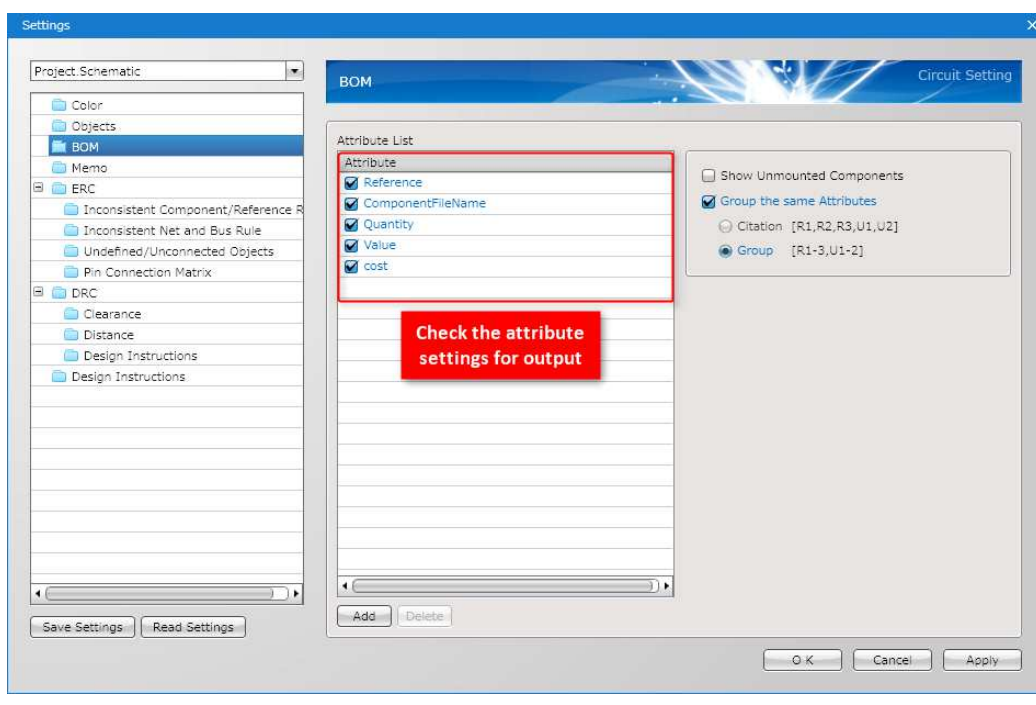 Settings
Project.Schematic
Color
Objects
BOM
Memo
ERC
Inconsistent Component/Reference R
Inconsistent Net and Bus Rule
Undefined/Unconnected Objects
Pin Connection Matrix
DRC
Clearance
Distance
Design Instructions
Design Instructions
Save Settings
Read Settings
BOM
Circuit Setting
Attribute List
Attribute
Reference
ComponentFileName
Quantity
Value
cost
Check the attribute
settings for output
Add
Delete
Show Unmounted Components
Group the same Attributes
Citation [R1,R2,R3,U1,U2]
Group [R1-3,U1-2]
O K
Cancel
Apply